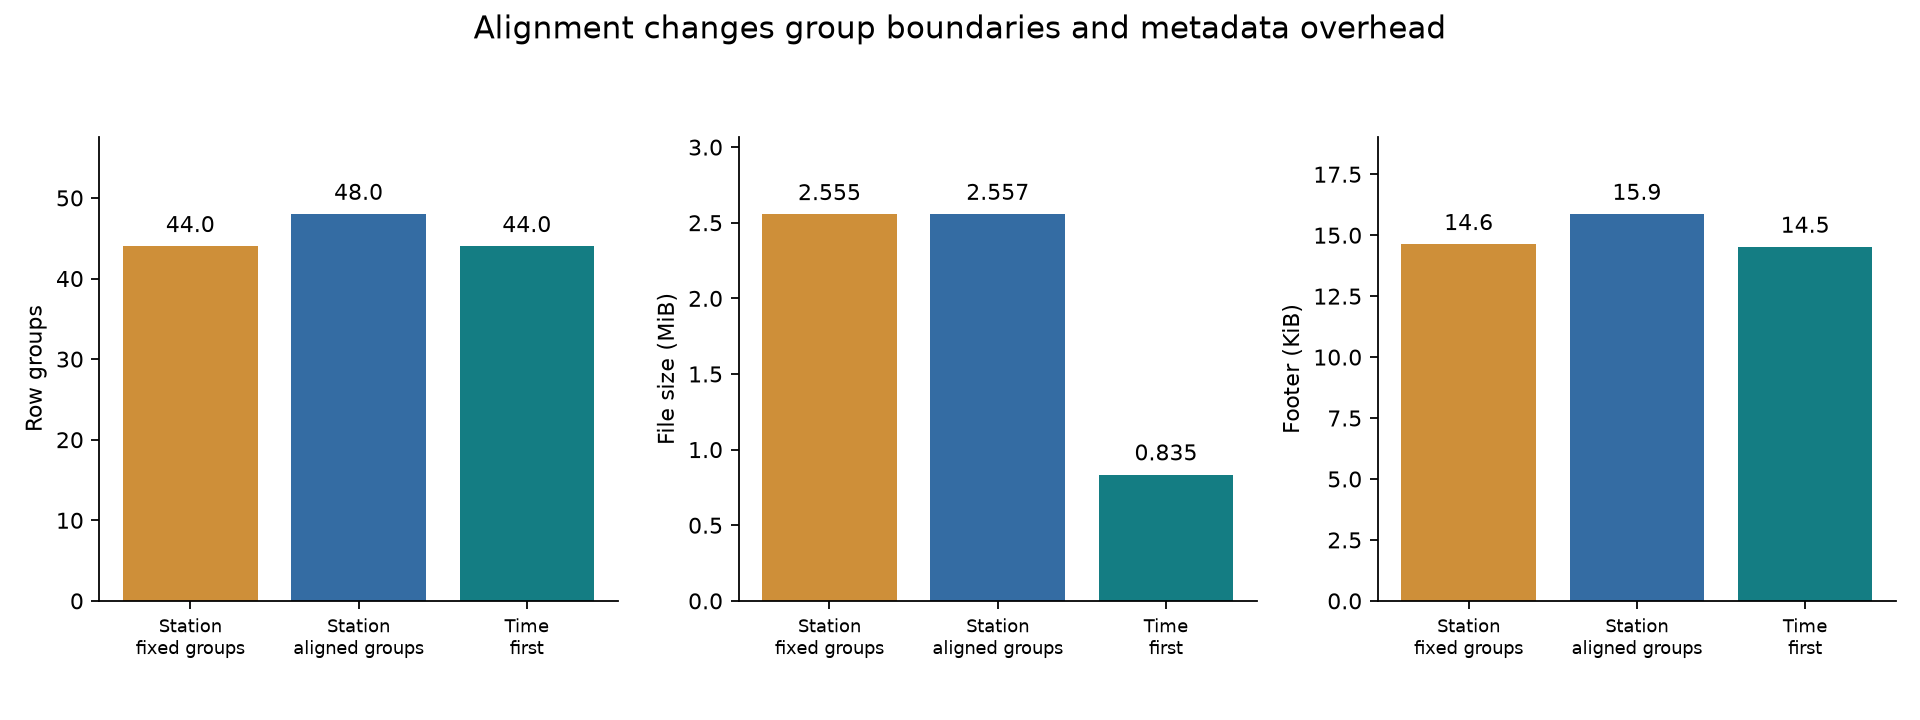 Alignment changes group boundaries and metadata overhead
Row groups
50
40
30
20
10
0
44.0
48.0
44.0
Station
fixed groups
Station
aligned groups
Time
first
File size (MiB)
3.0
2.5
2.0
1.5
1.0
0.5
0.0
2.555
2.557
0.835
Station
fixed groups
Station
aligned groups
Time
first
Footer (KiB)
17.5
15.0
12.5
10.0
7.5
5.0
2.5
0.0
14.6
15.9
14.5
Station
fixed groups
Station
aligned groups
Time
first